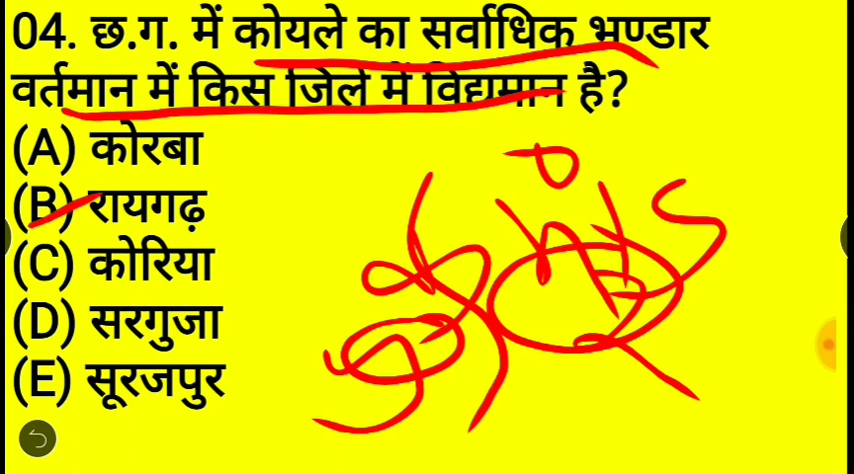 04. छ.ग. में कोयले का सर्वाधिक भण्डार
वर्तमान में किस जिले में विद्यमान है?
(A) कोरबा
(B) रायगढ़
(C) कोरिया
(D) सरगुजा
(E) सूरजपुर